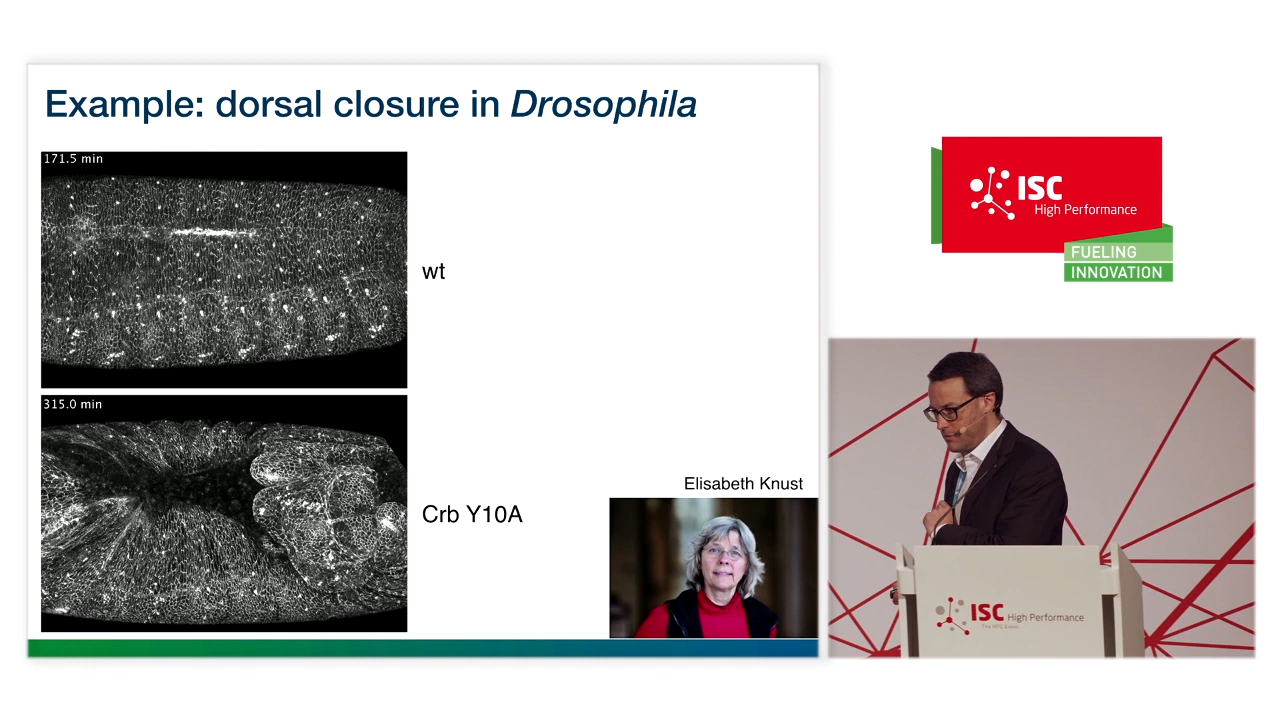 Example: dorsal closure in Drosophila
171.5 min
wt
315.0 min
Crb Y10A
Elisabeth Knust
ISC
High Performance
FUELING
INNOVATION
ISC High Performance